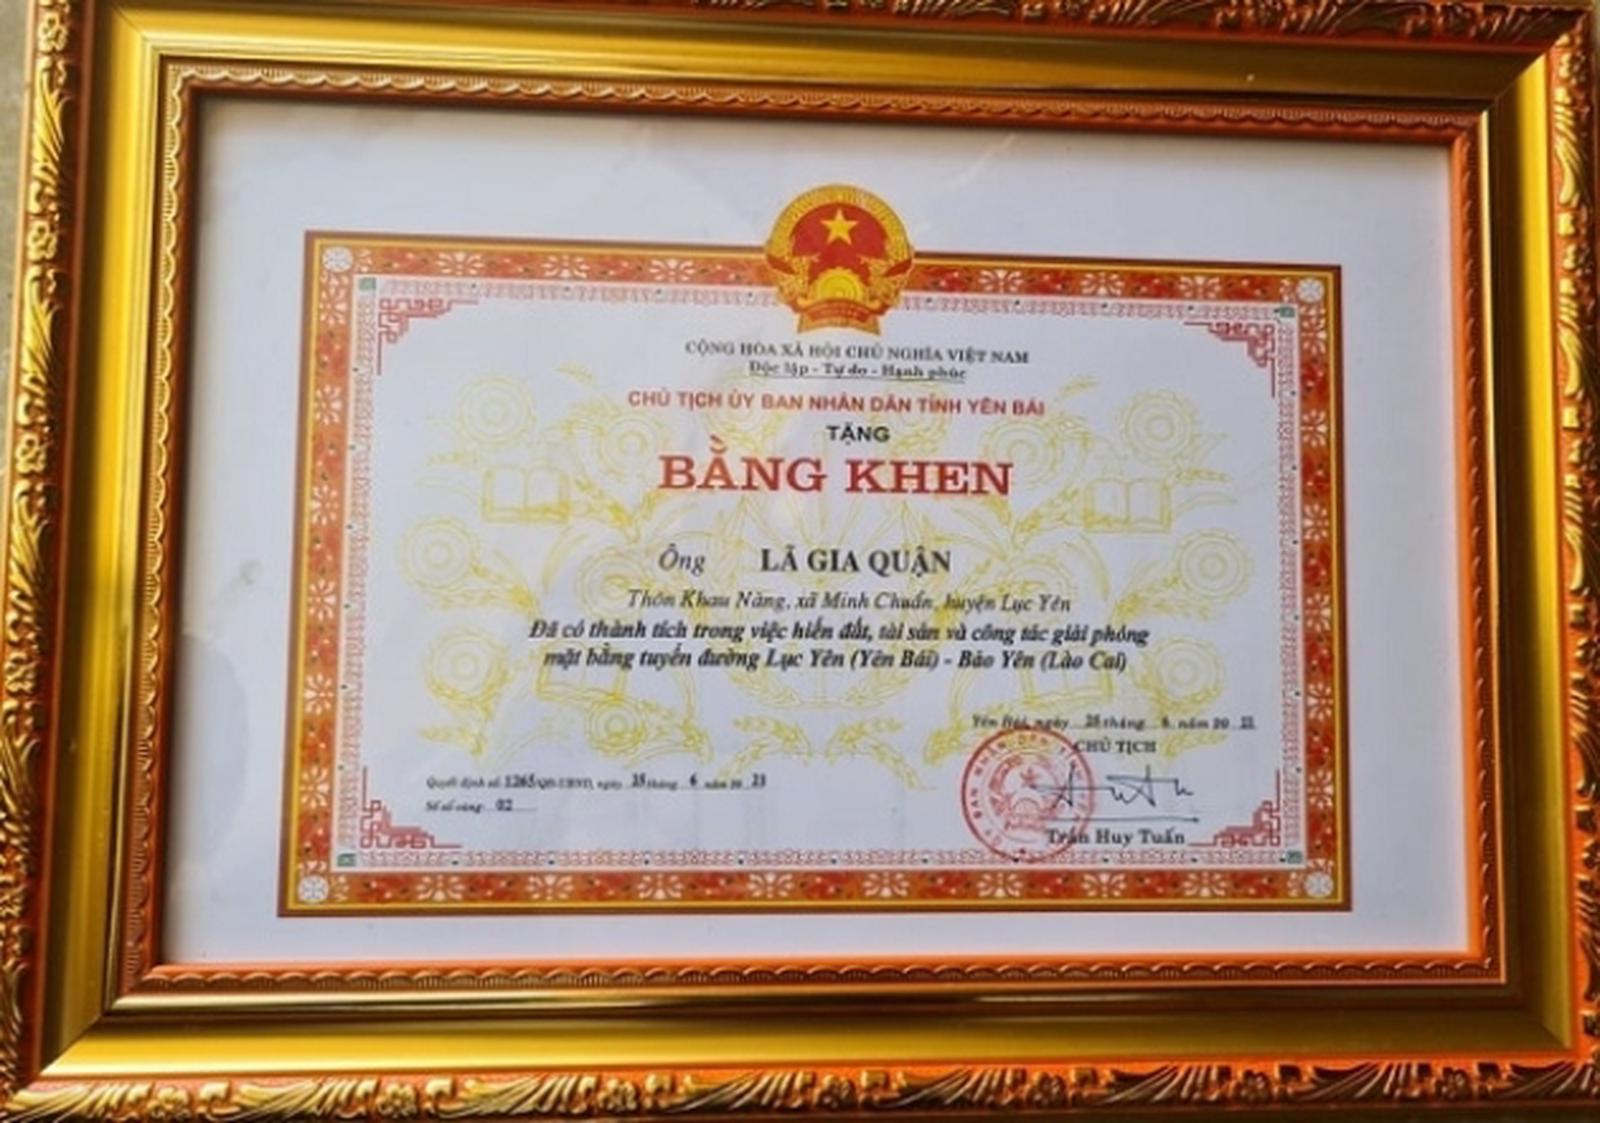 CỘNG HÒA XÃ HỘI CHỦ NGHĨA VIỆT NAM
Độc lập - Tự do - Hạnh phúc
CHỦ TỊCH ỦY BAN NHÂN DÂN TỈNH YÊN BÁI
TẶNG
BẰNG KHEN
Ông LÃ GIA QUẬN
Thôn Khau Nàng, xã Minh Chuẩn, huyện Lục Yên
Đã có thành tích trong việc hiến đất, tài sản và công tác giải phóng
mặt bằng tuyến đường Lục Yên (Yên Bái) - Bảo Yên (Lào Cai)
Yên Bái, ngày tháng 6 năm 20
CHỦ TỊCH
Quyết định số: 1265/QĐ-UBND, ngày tháng 6 năm 20
Số sổ vàng: 02
Trần Huy Tuấn